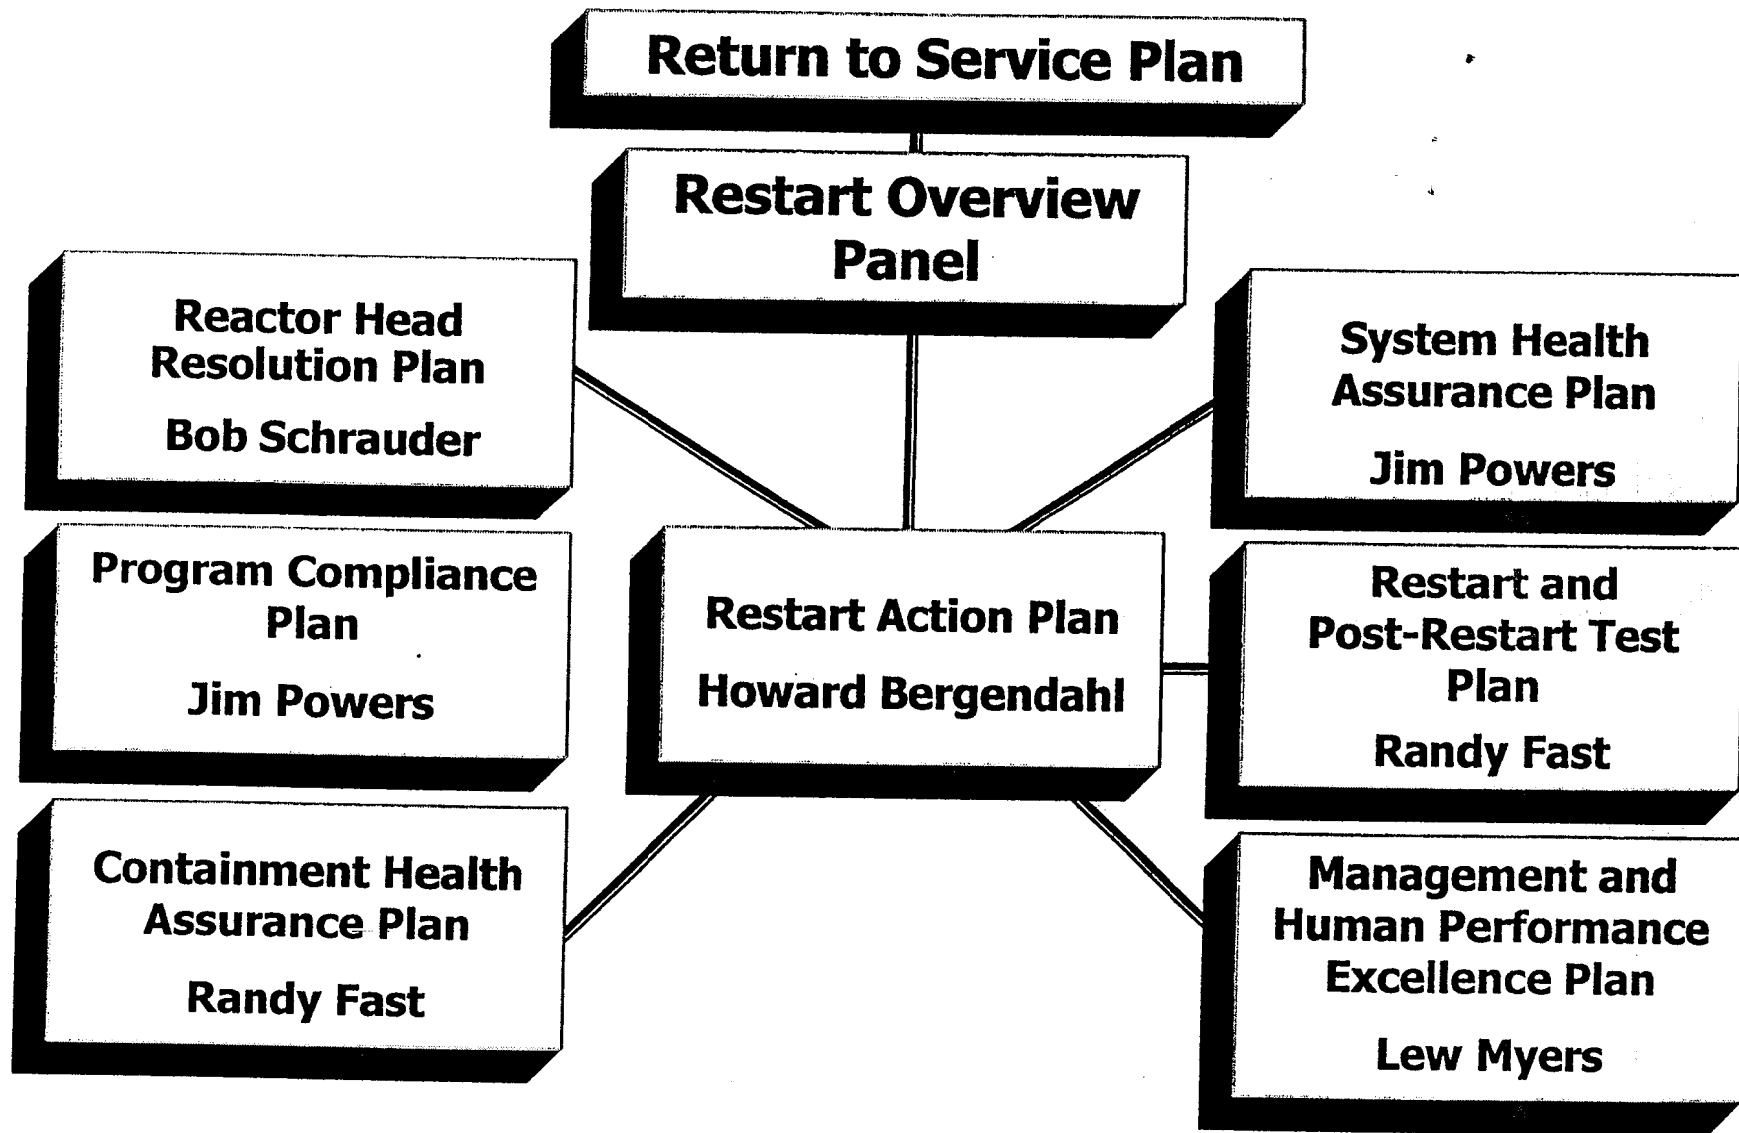 Return to Service Plan
Restart Overview
Panel
Reactor Head
Resolution Plan
Bob Schrauder
System Health
Assurance Plan
Jim Powers
Program Compliance
Plan
Jim Powers
Restart Action Plan
Howard Bergendahl
Restart and
Post-Restart Test
Plan
Randy Fast
Containment Health
Assurance Plan
Randy Fast
Management and
Human Performance
Excellence Plan
Lew Myers